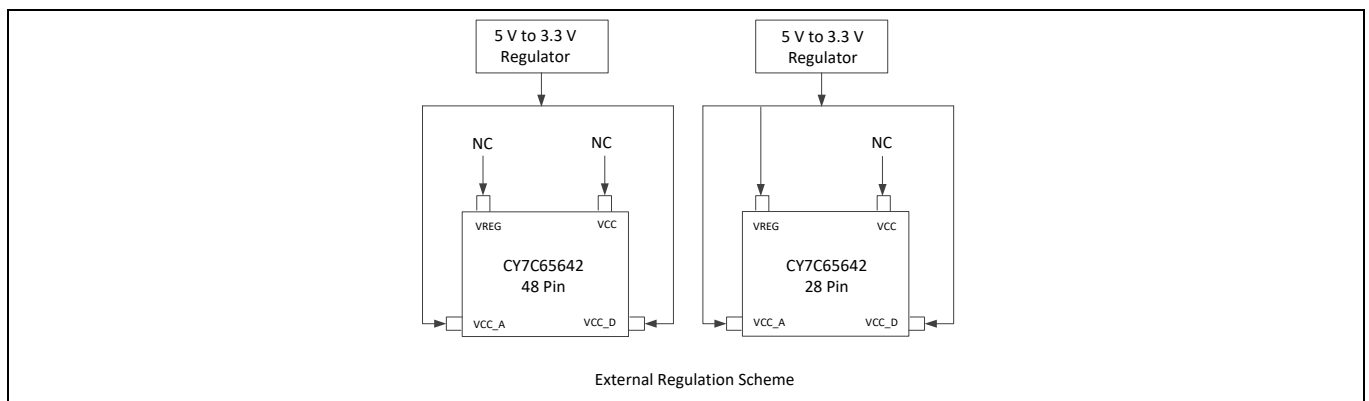 5 V to 3.3 V
Regulator
NC
NC
VREG
VCC
CY7C65642
48 Pin
VCC_A
VCC_D
5 V to 3.3 V
Regulator
NC
VREG
VCC
CY7C65642
28 Pin
VCC_A
VCC_D
External Regulation Scheme